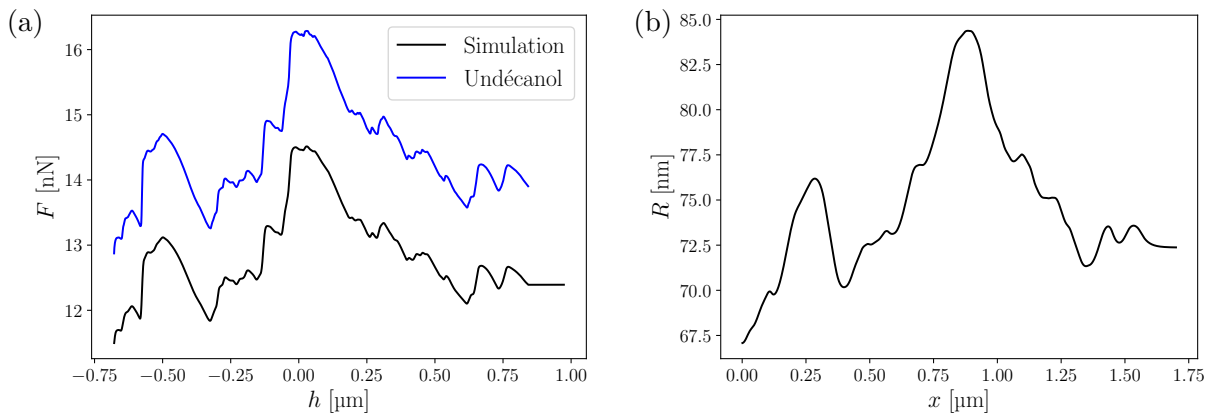 (a)
16
15
14
13
12
F [nN]
Simulation
Undécanol
−0.75 −0.50 −0.25 0.00 0.25 0.50 0.75 1.00
h [µm]
(b)
85.0
82.5
80.0
77.5
75.0
72.5
70.0
67.5
R [nm]
0.00 0.25 0.50 0.75 1.00 1.25 1.50 1.75
x [µm]